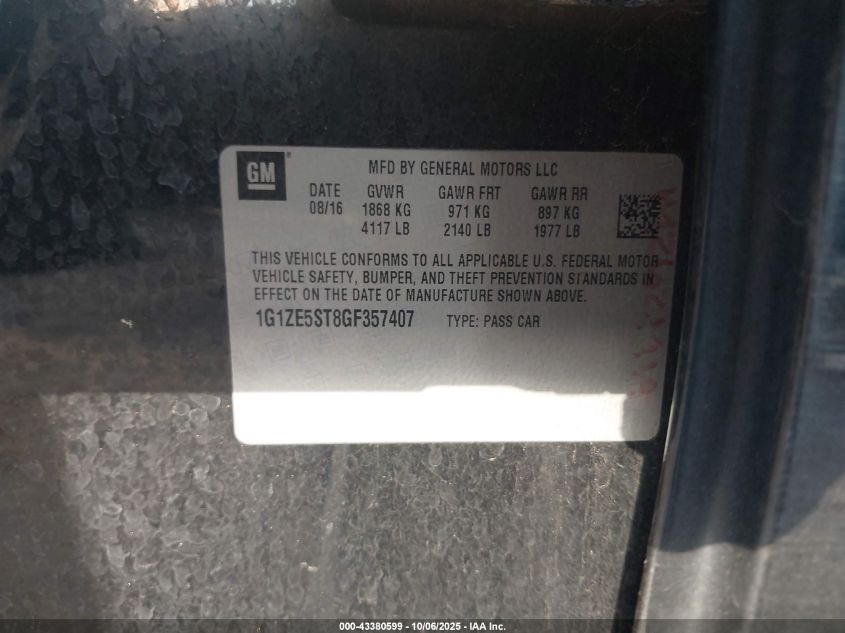 GM
MFD BY GENERAL MOTORS LLC
DATE GVWR GAWR FRT GAWR RR
08/16 1868 KG 971 KG 897 KG
4117 LB 2140 LB 1977 LB
THIS VEHICLE CONFORMS TO ALL APPLICABLE U.S. FEDERAL MOTOR
VEHICLE SAFETY, BUMPER, AND THEFT PREVENTION STANDARDS IN
EFFECT ON THE DATE OF MANUFACTURE SHOWN ABOVE.
1G1ZE5ST8GF357407 TYPE: PASS CAR
000-43380599 - 10/06/2025 - IAA Inc.